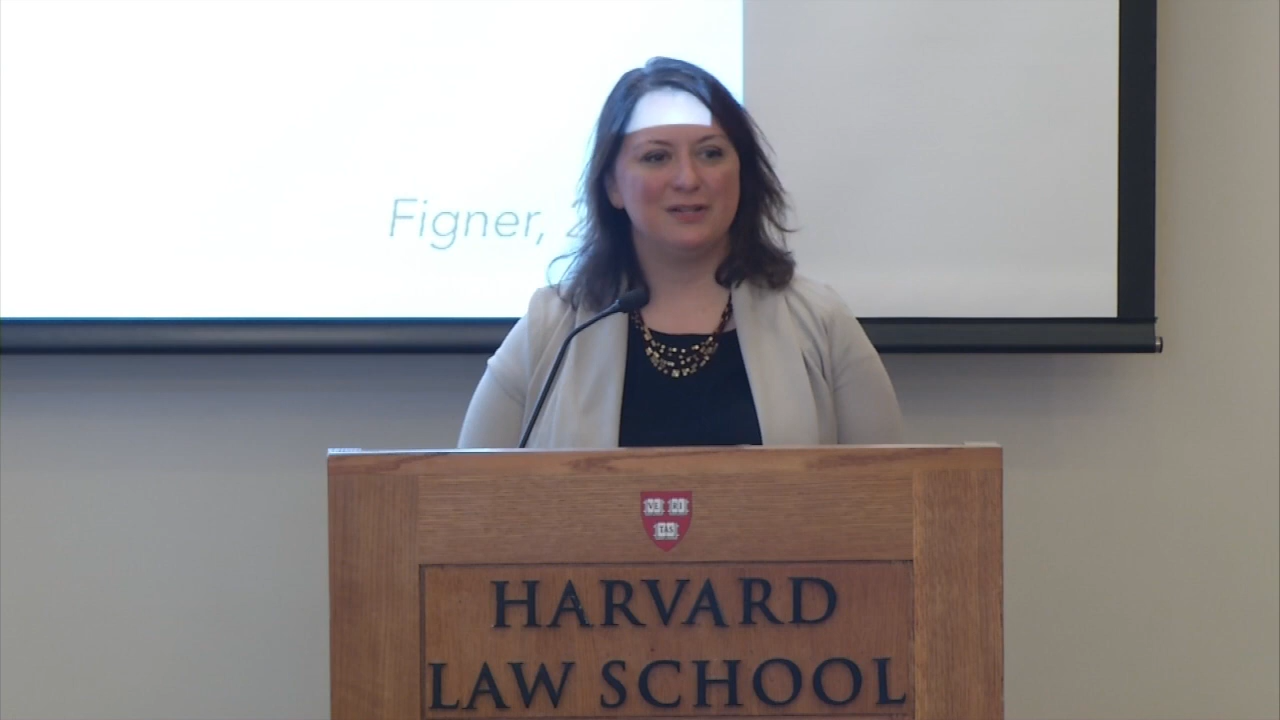 Figner,
VE RI
TAS
HARVARD
LAW SCHOOL